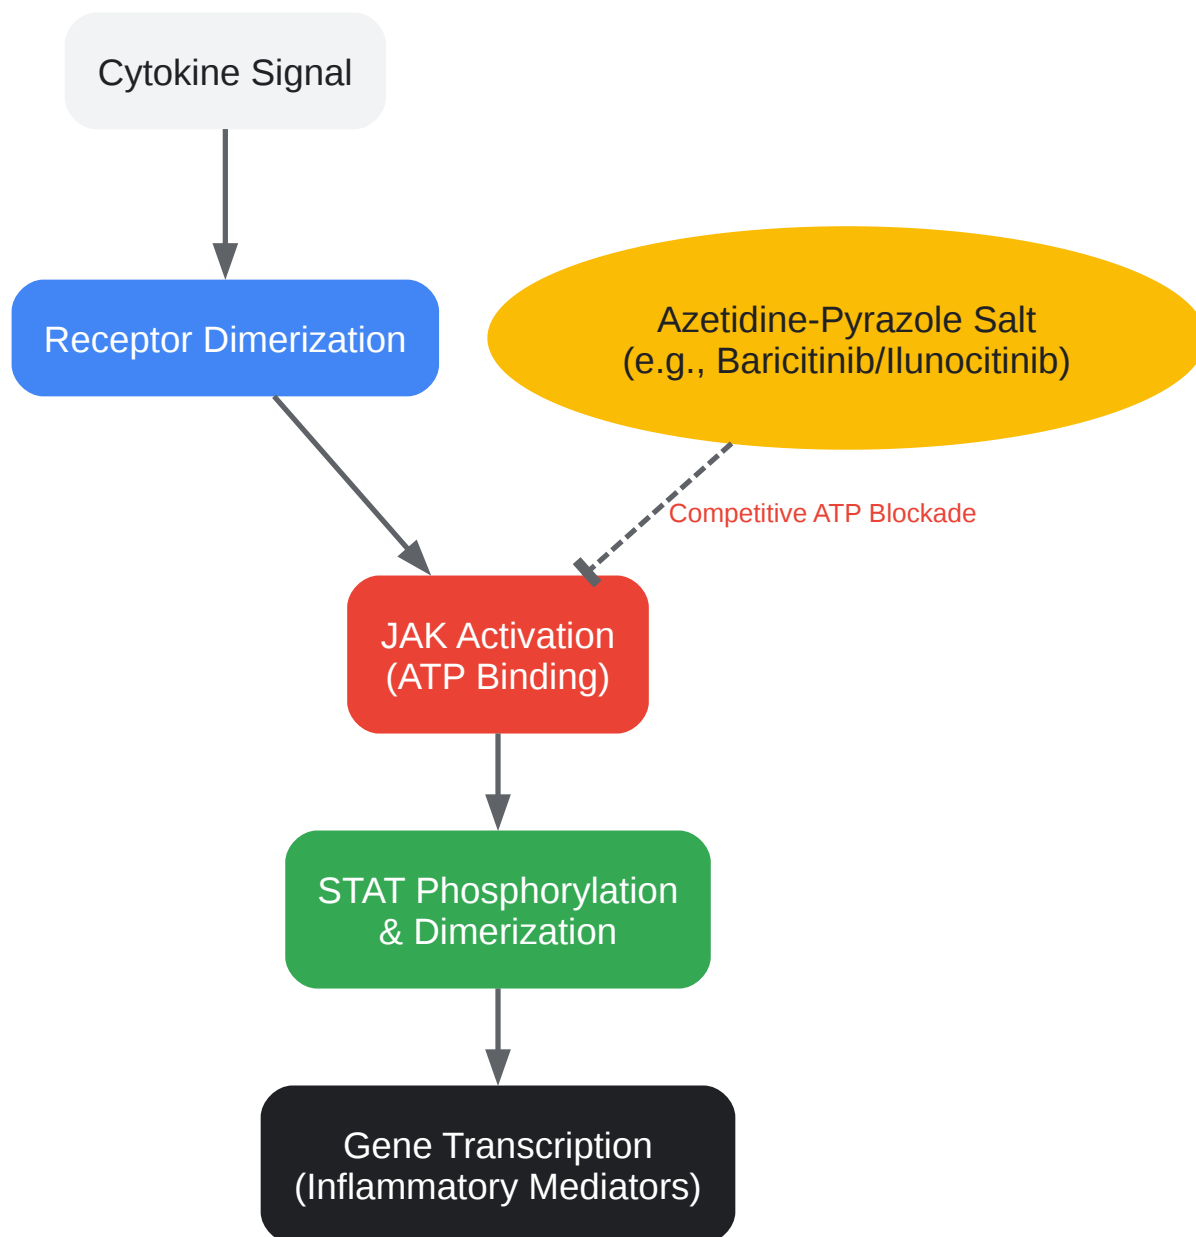 Cytokine Signal
Receptor Dimerization
Azetidine-Pyrazole Salt
(e.g., Baricitinib/Ilunocitinib)
Competitive ATP Blockade
JAK Activation
(ATP Binding)
STAT Phosphorylation
& Dimerization
Gene Transcription
(Inflammatory Mediators)